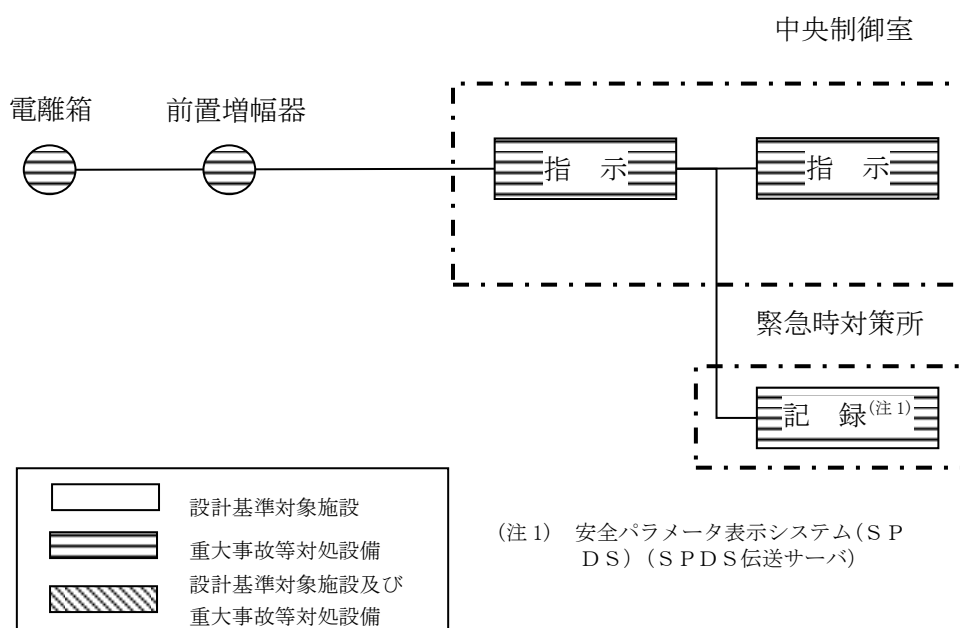 中央制御室
電離箱
前置増幅器
指 示
指 示
緊急時対策所
記 録(注1)
設計基準対象施設
重大事故等対処設備
設計基準対象施設及び
重大事故等対処設備
(注1) 安全パラメータ表示システム(SP
DS)(SPDS伝送サーバ)